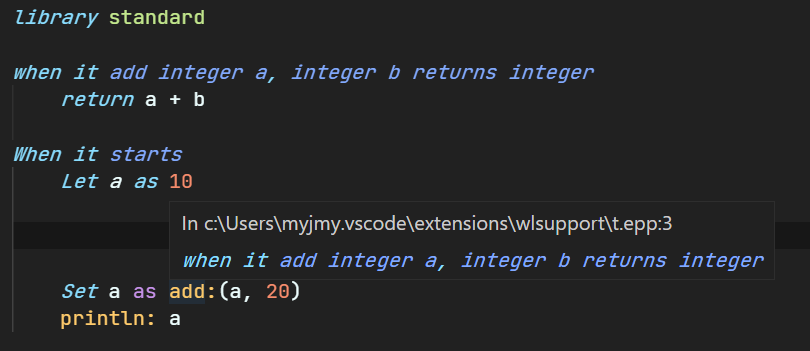 library standard
when it add integer a, integer b returns integer
return a + b
When it starts
Let a as 10
In c:\Users\myjmy.vscode\extensions\wlsupport\t.epp:3
when it add integer a, integer b returns integer
Set a as add:(a, 20)
println: a